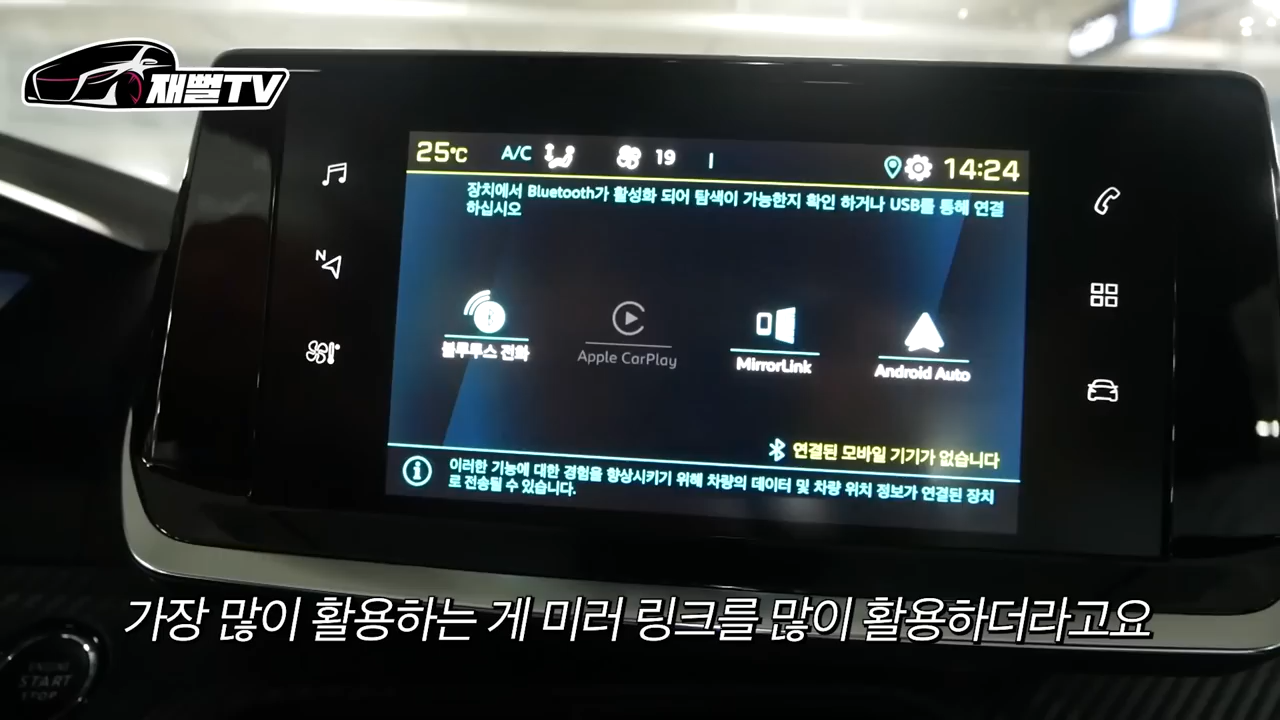 재뻘TV
25℃ A/C 19 14:24
장치에서 Bluetooth가 활성화 되어 탐색이 가능한지 확인 하거나 USB를 통해 연결
하십시오
N
블루투스 전화 Apple CarPlay MirrorLink Android Auto
연결된 모바일 기기가 없습니다
이러한 기능에 대한 경험을 향상시키기 위해 차량의 데이터 및 차량 위치 정보가 연결된 장치
로 전송될 수 있습니다.
가장 많이 활용하는 게 미러 링크를 많이 활용하더라고요
ENGINE
START
STOP